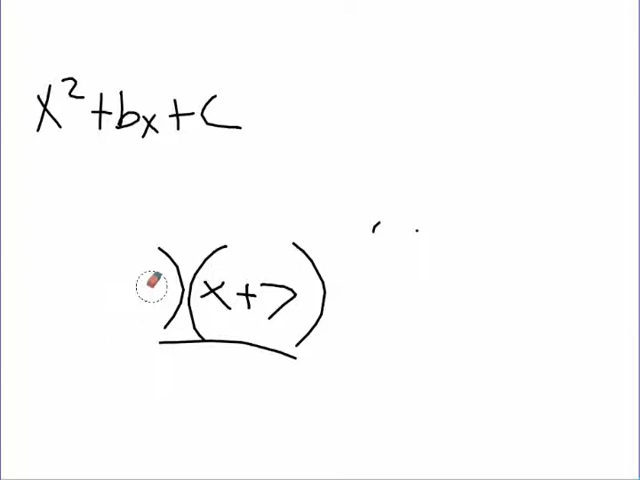 x² + bx + c
)(x + 7)